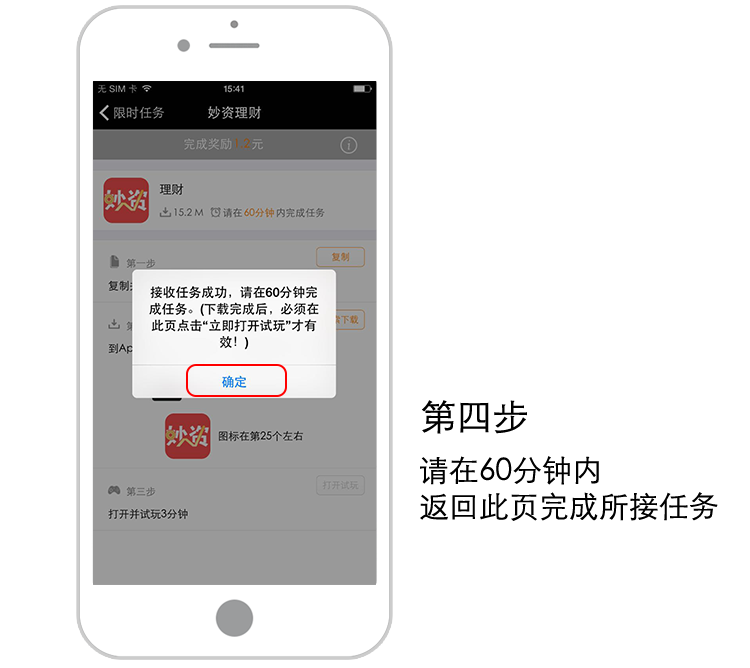 无 SIM 卡
15:41
限时任务
妙资理财
完成奖励1.2元
妙资
理财
15.2 M 请在60分钟内完成任务
第一步
复制
复制
接收任务成功，请在60分钟完
成任务。(下载完成后，必须在
此页点击“立即打开试玩”才有
效！)
确定
第
索下载
到Ap
妙资
图标在第25个左右
第三步
打开试玩
打开并试玩3分钟
第四步
请在60分钟内
返回此页完成所接任务